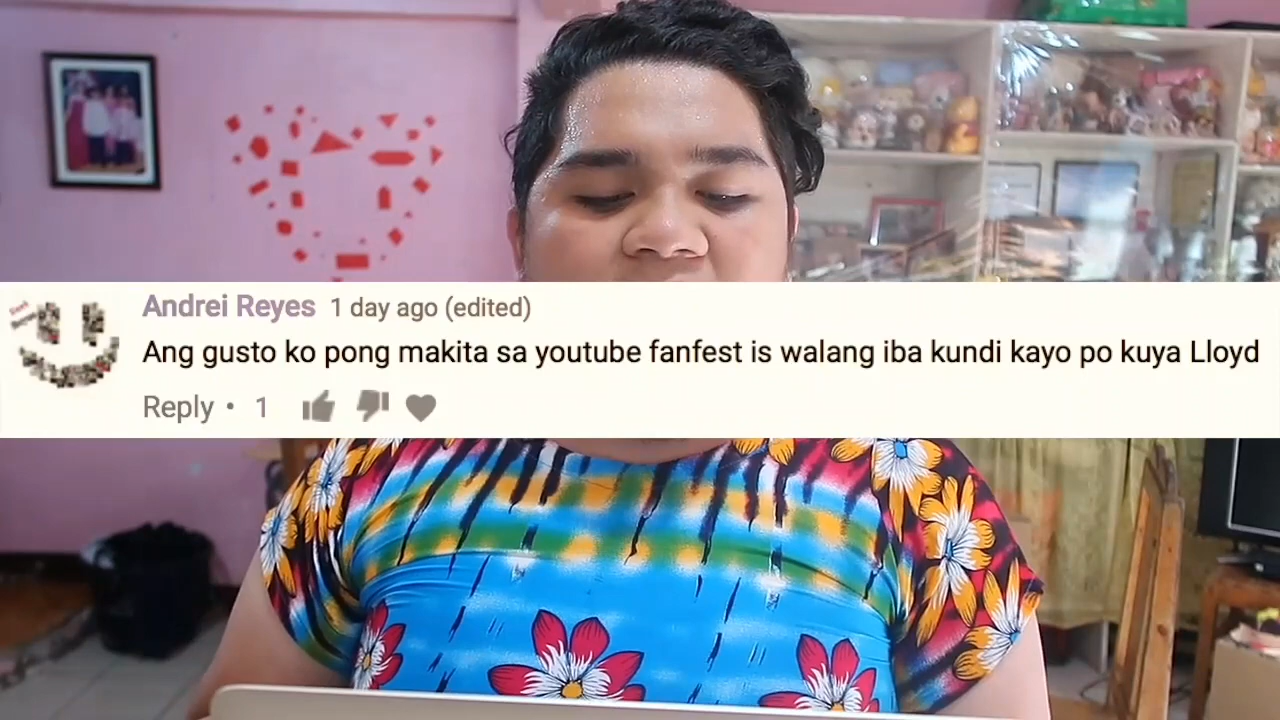 Andrei Reyes 1 day ago (edited)
Ang gusto ko pong makita sa youtube fanfest is walang iba kundi kayo po kuya Lloyd
Reply • 1